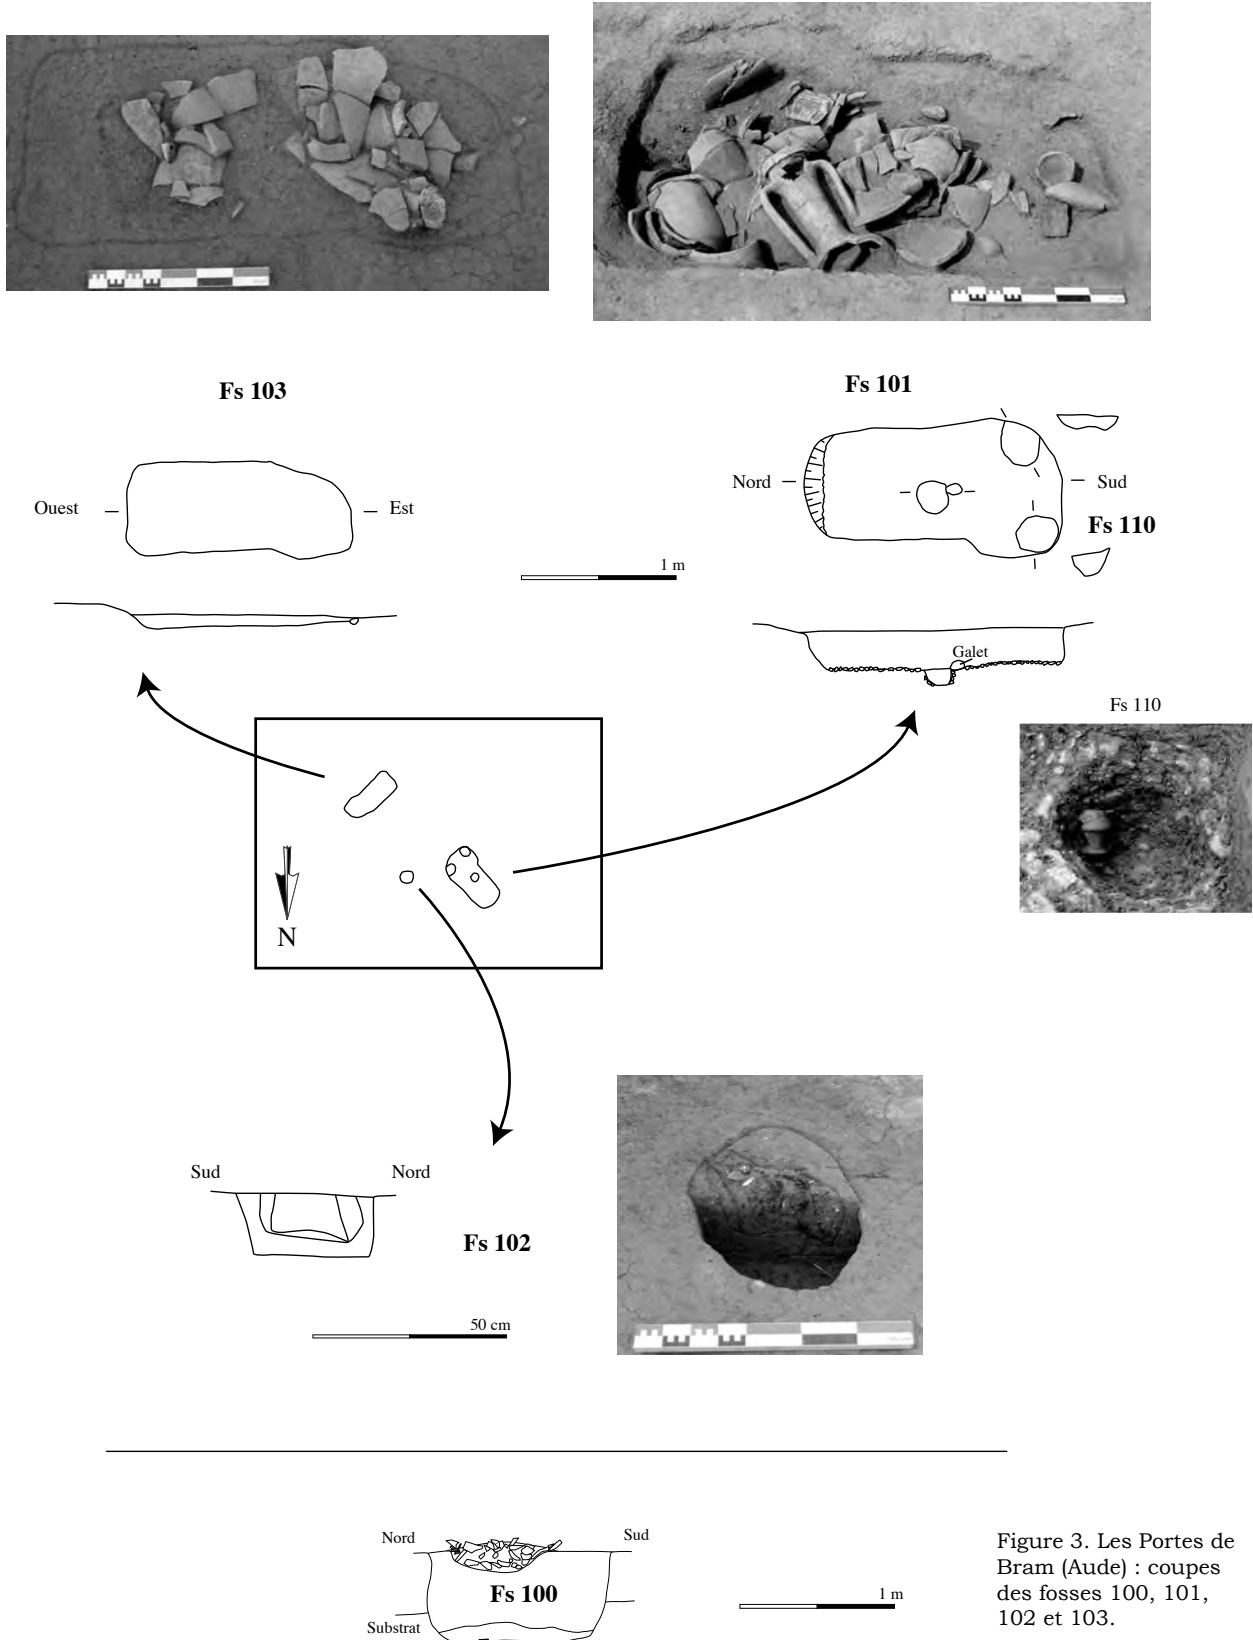 Fs 103
Fs 101
Ouest
Est
Nord
Sud
Fs 110
1 m
Galet
Fs 110
N
Sud
Nord
Fs 102
50 cm
Nord
Sud
Fs 100
1 m
Substrat
Figure 3. Les Portes de
Bram (Aude) : coupes
des fosses 100, 101,
102 et 103.